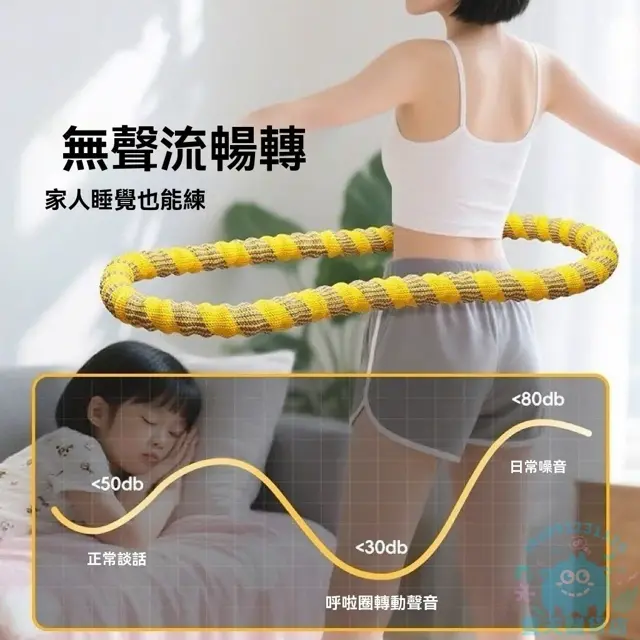 無聲流暢轉
家人睡覺也能練
<80db
日常噪音
<50db
正常談話
<30db
呼啦圈轉動聲音